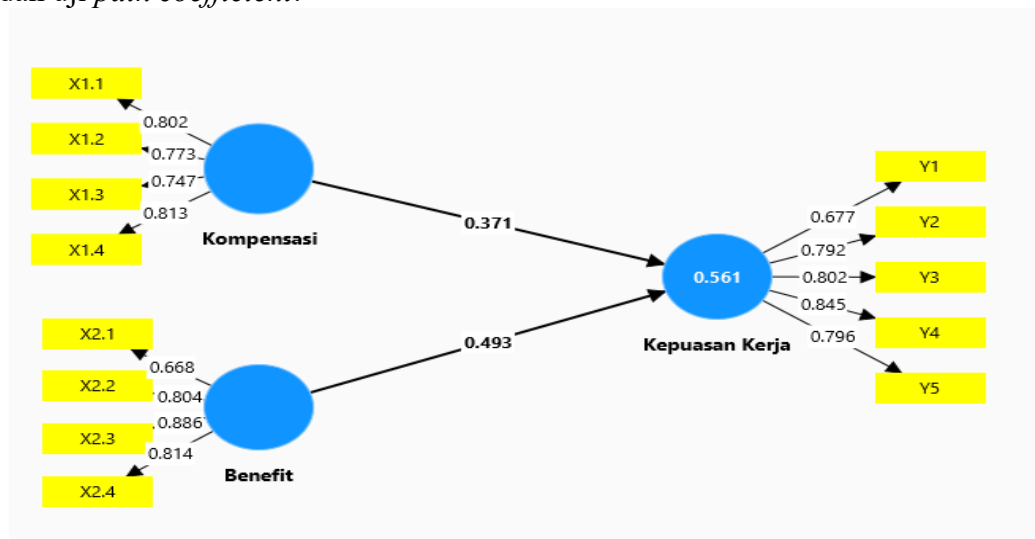 path coefficient.
X1.1
0.802
X1.2
0.773
X1.3
0.747
0.813
X1.4
Kompensasi
0.371
X2.1
0.668
X2.2
0.804
0.886
X2.3
0.814
X2.4
Benefit
0.493
0.561
Kepuasan Kerja
Y1
0.677
Y2
0.792
0.802
Y3
0.845
Y4
0.796
Y5